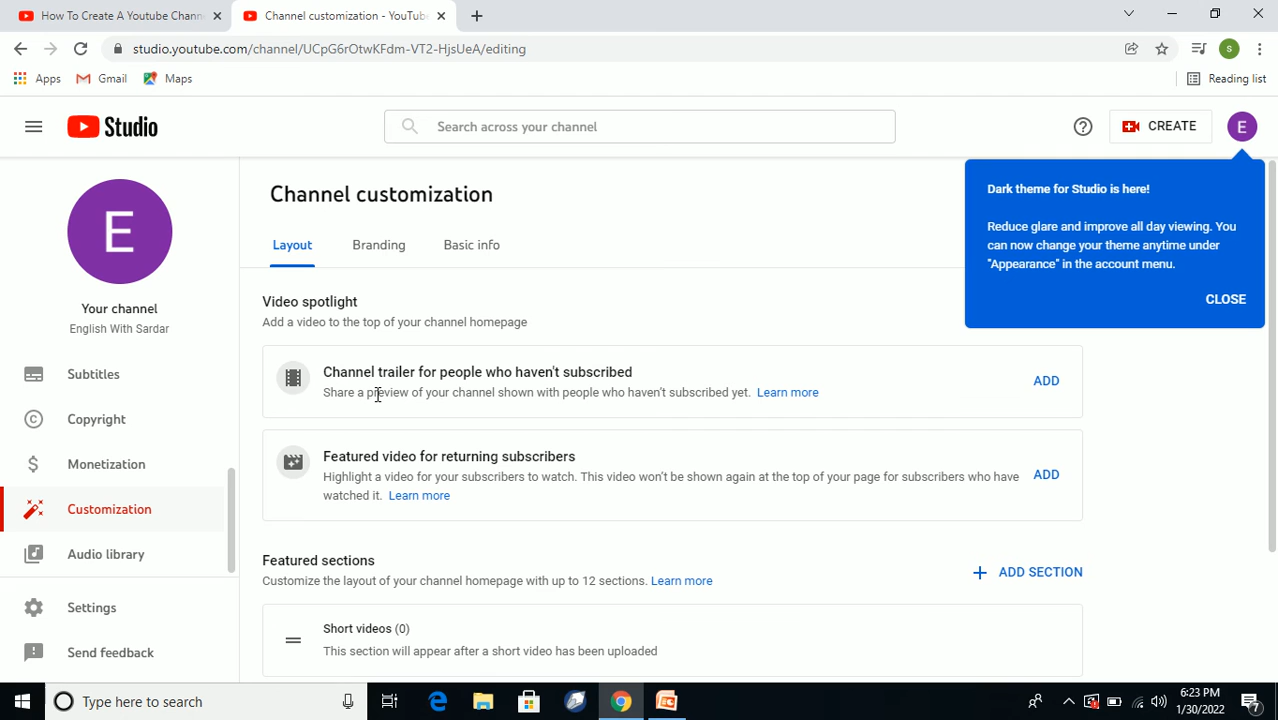 How To Create A Youtube Chann
Channel customization - YouTube
studio.youtube.com/channel/UCpG6rOtwKFdm-VT2-HjsUeA/editing
S
Apps
Gmail
Maps
Reading list
Studio
Search across your channel
CREATE
E
Dark theme for Studio is here!
Reduce glare and improve all day viewing. You
can now change your theme anytime under
"Appearance" in the account menu.
CLOSE
E
Your channel
English With Sardar
Subtitles
Copyright
Monetization
Customization
Audio library
Settings
Send feedback
Channel customization
Layout
Branding
Basic info
Video spotlight
Add a video to the top of your channel homepage
Channel trailer for people who haven't subscribed
Share a preview of your channel shown with people who haven't subscribed yet. Learn more
ADD
Featured video for returning subscribers
Highlight a video for your subscribers to watch. This video won't be shown again at the top of your page for subscribers who have
watched it. Learn more
ADD
Featured sections
Customize the layout of your channel homepage with up to 12 sections. Learn more
ADD SECTION
Short videos (0)
This section will appear after a short video has been uploaded
Type here to search
6:23 PM
1/30/2022
7